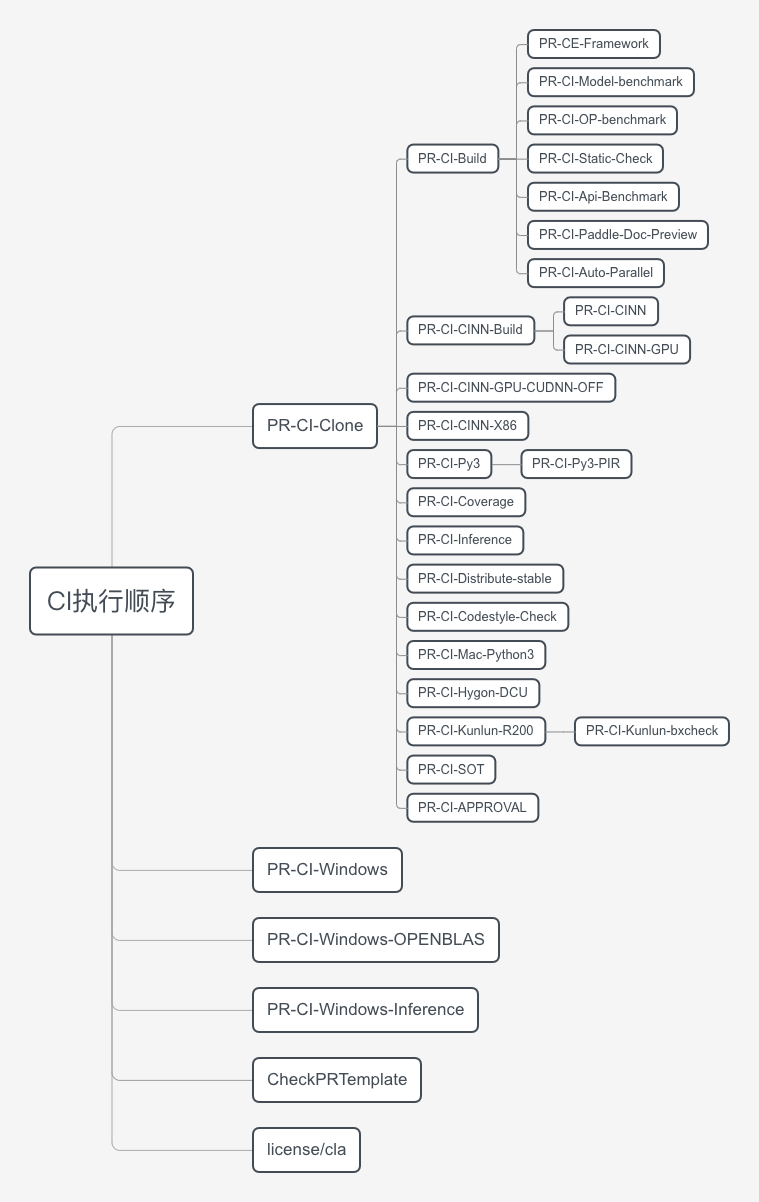 CI执行顺序
PR-CI-Clone
PR-CI-Build
PR-CE-Framework
PR-CI-Model-benchmark
PR-CI-OP-benchmark
PR-CI-Static-Check
PR-CI-Api-Benchmark
PR-CI-Paddle-Doc-Preview
PR-CI-Auto-Parallel
PR-CI-CINN-Build
PR-CI-CINN
PR-CI-CINN-GPU
PR-CI-CINN-GPU-CUDNN-OFF
PR-CI-CINN-X86
PR-CI-Py3
PR-CI-Py3-PIR
PR-CI-Coverage
PR-CI-Inference
PR-CI-Distribute-stable
PR-CI-Codestyle-Check
PR-CI-Mac-Python3
PR-CI-Hygon-DCU
PR-CI-Kunlun-R200
PR-CI-Kunlun-bxcheck
PR-CI-SOT
PR-CI-APPROVAL
PR-CI-Windows
PR-CI-Windows-OPENBLAS
PR-CI-Windows-Inference
CheckPRTemplate
license/cla